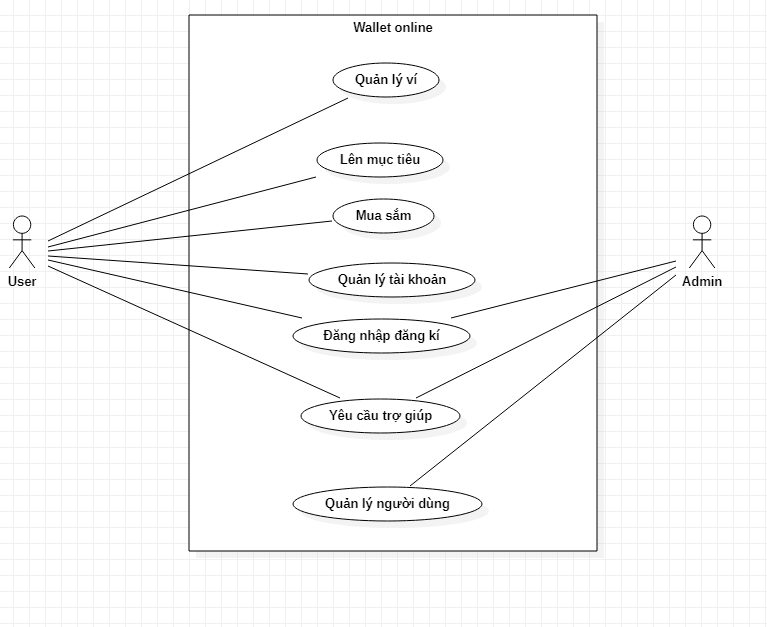 Wallet online
Quản lý ví
Lên mục tiêu
Mua sắm
User
Quản lý tài khoản
Admin
Đăng nhập đăng kí
Yêu cầu trợ giúp
Quản lý người dùng